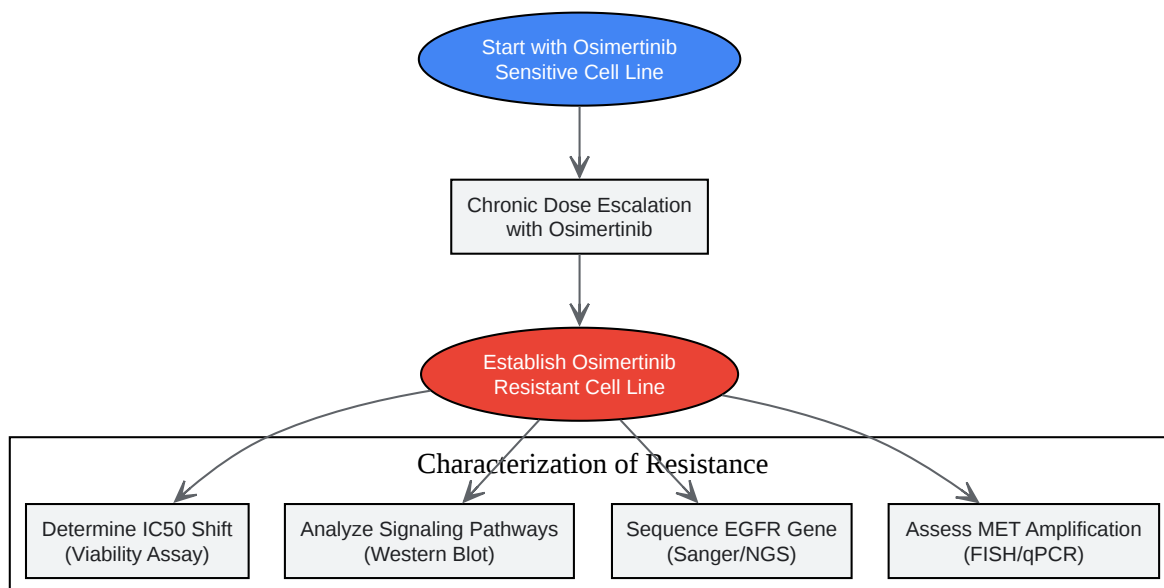 Start with Osimertinib
Sensitive Cell Line
Chronic Dose Escalation
with Osimertinib
Establish Osimertinib
Resistant Cell Line
Characterization of Resistance
Determine IC50 Shift
(Viability Assay)
Analyze Signaling Pathways
(Western Blot)
Sequence EGFR Gene
(Sanger/NGS)
Assess MET Amplification
(FISH/qPCR)